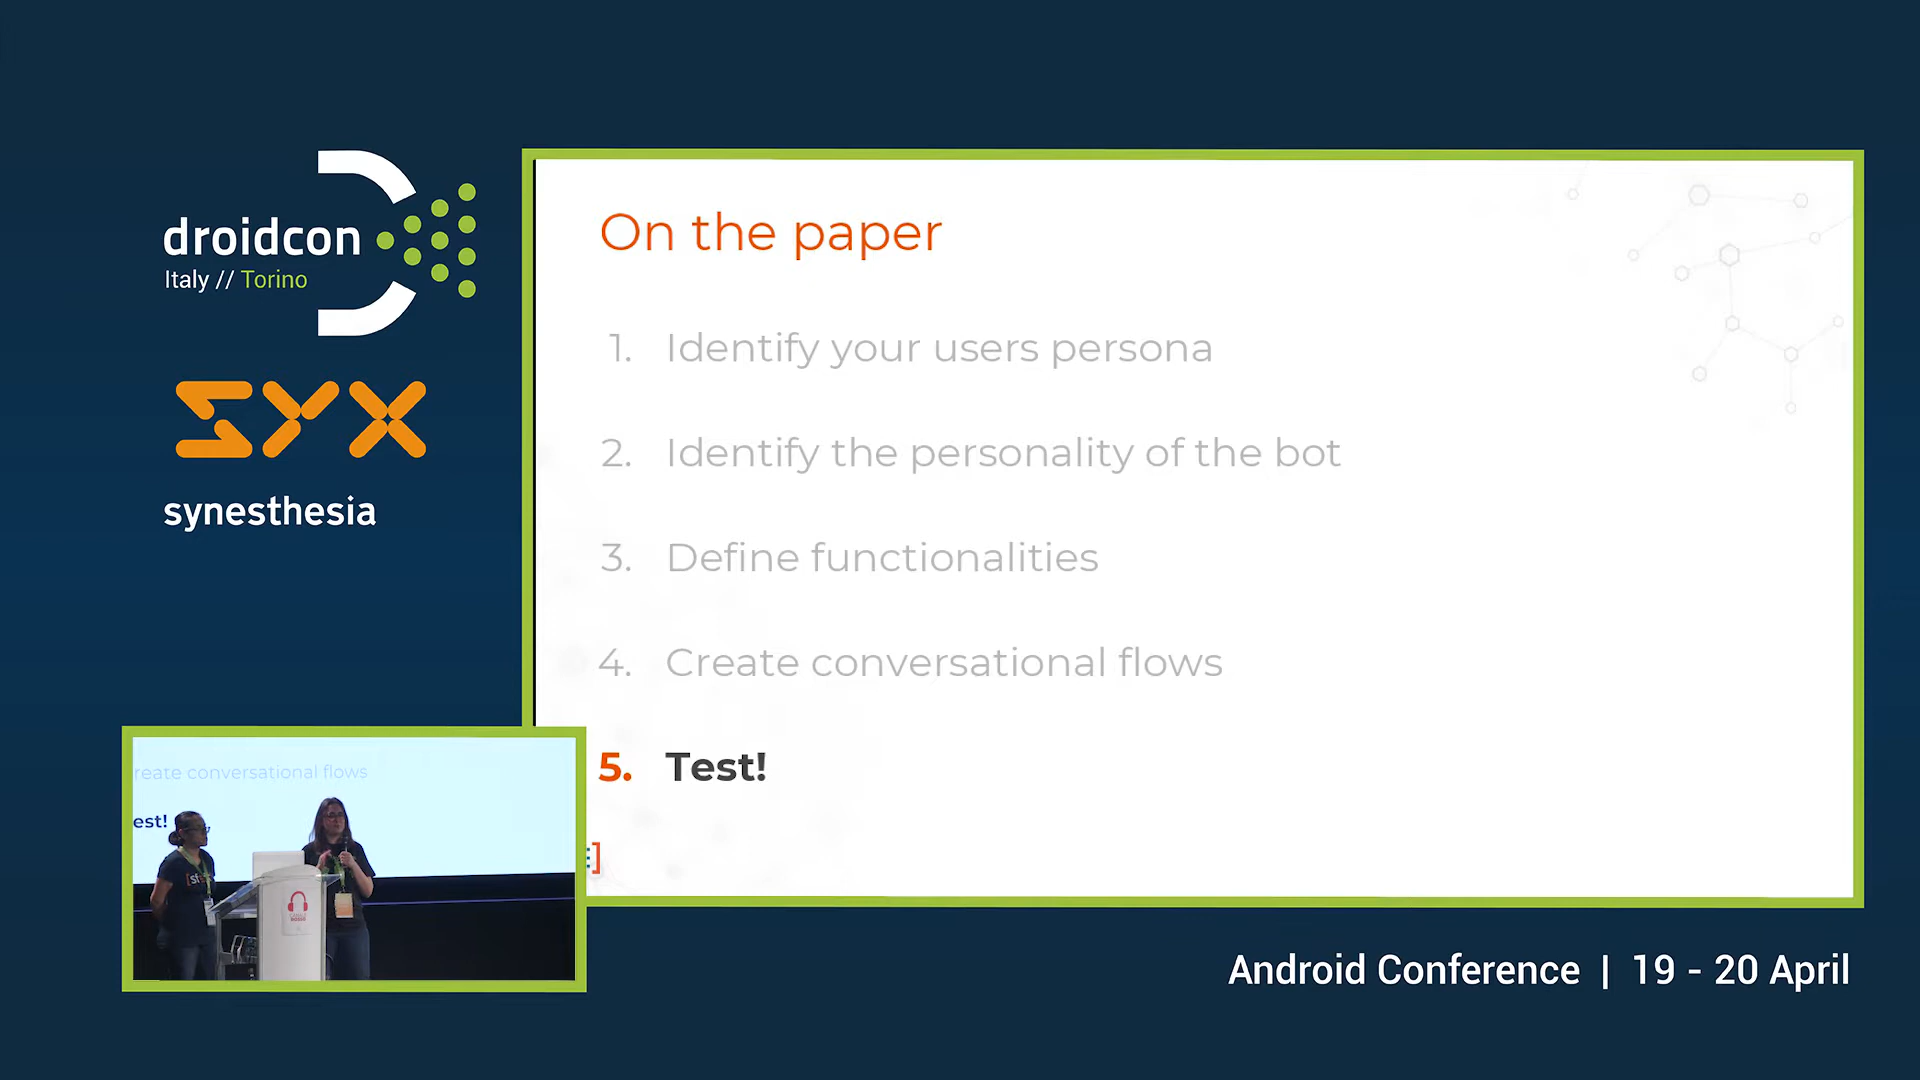 droidcon
Italy // Torino
SYX
synesthesia
On the paper
1. Identify your users persona
2. Identify the personality of the bot
3. Define functionalities
4. Create conversational flows
5. Test!
reate conversational flows
est!
]
Android Conference | 19 - 20 April